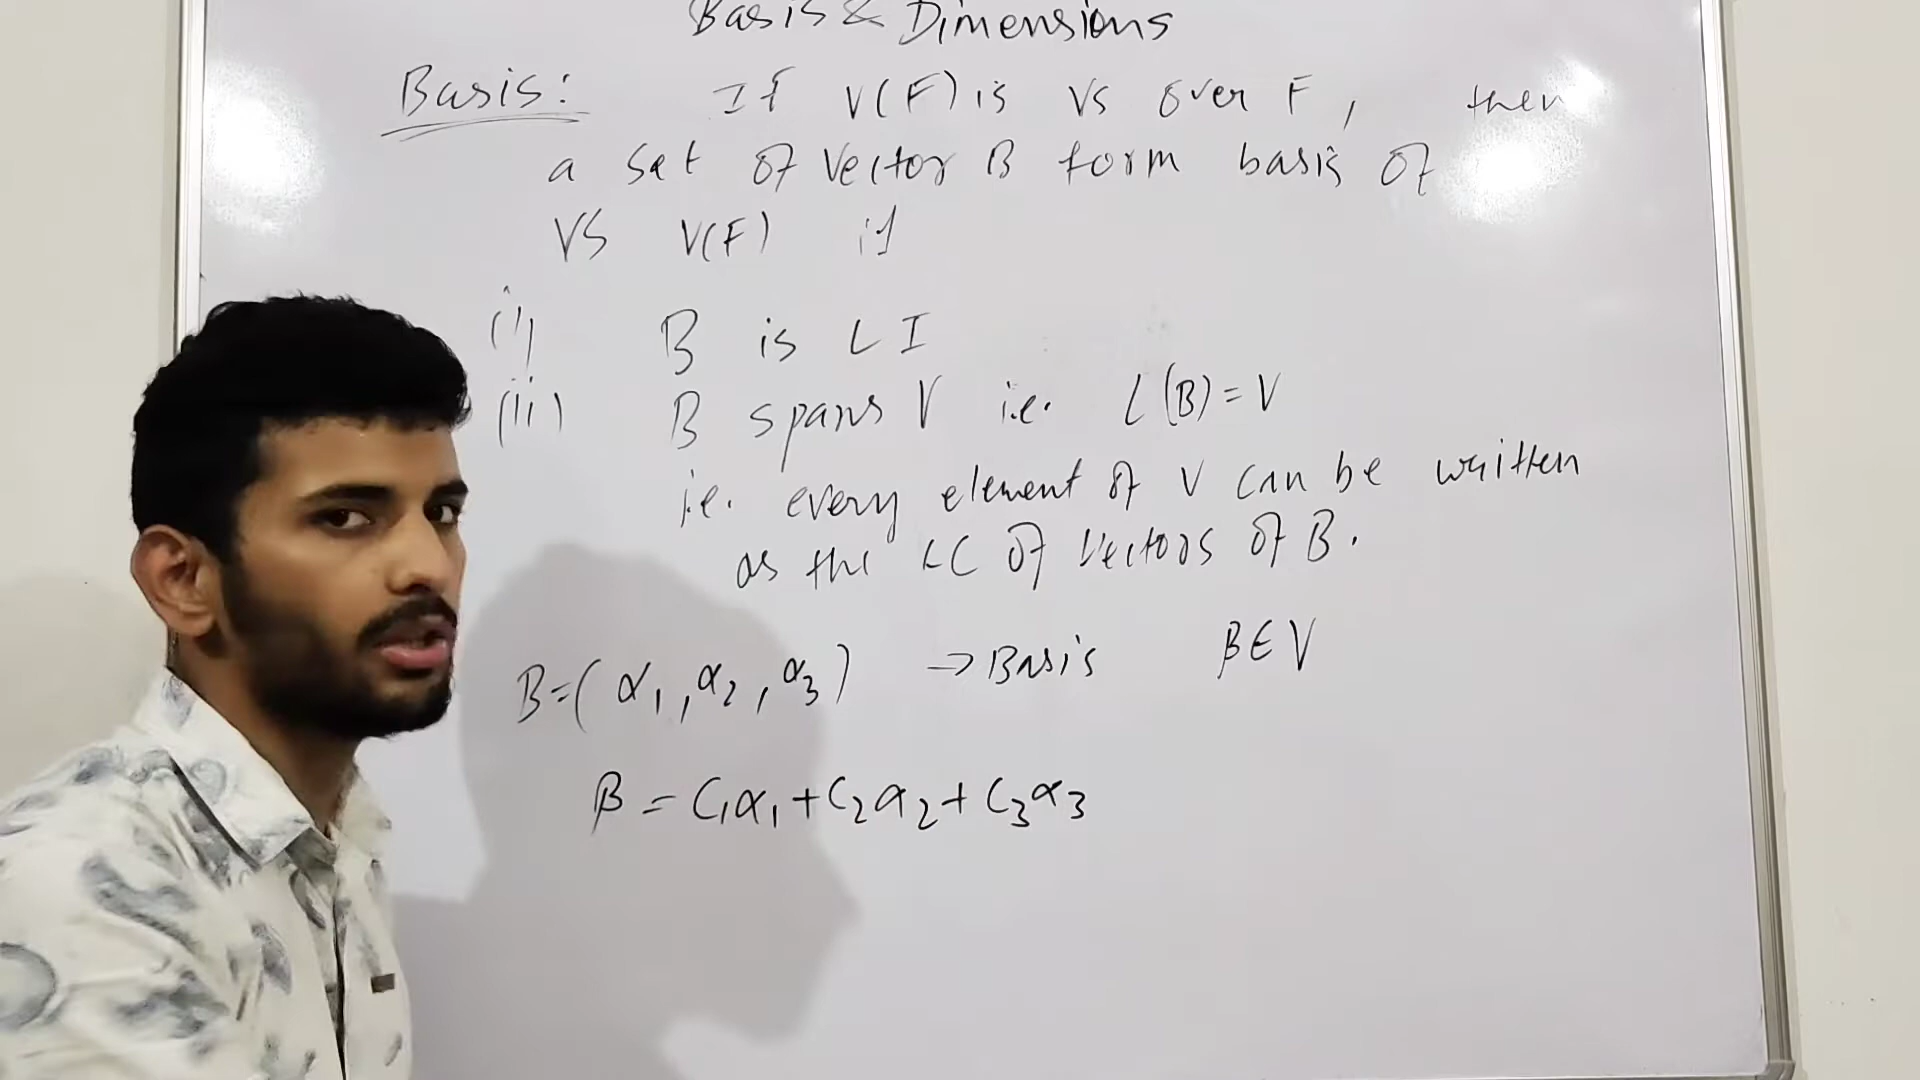 Basis & Dimensions
Basis: If V(F) is VS over F, then
a set of vector B form basis of
VS V(F) if
(i) B is LI
(ii) B spans V i.e. L(B)=V
i.e. every element of V can be written
as the LC of vectors of B.
B=(α₁, α₂, α₃) → Basis β∈V
β = C₁α₁+C₂α₂+C₃α₃